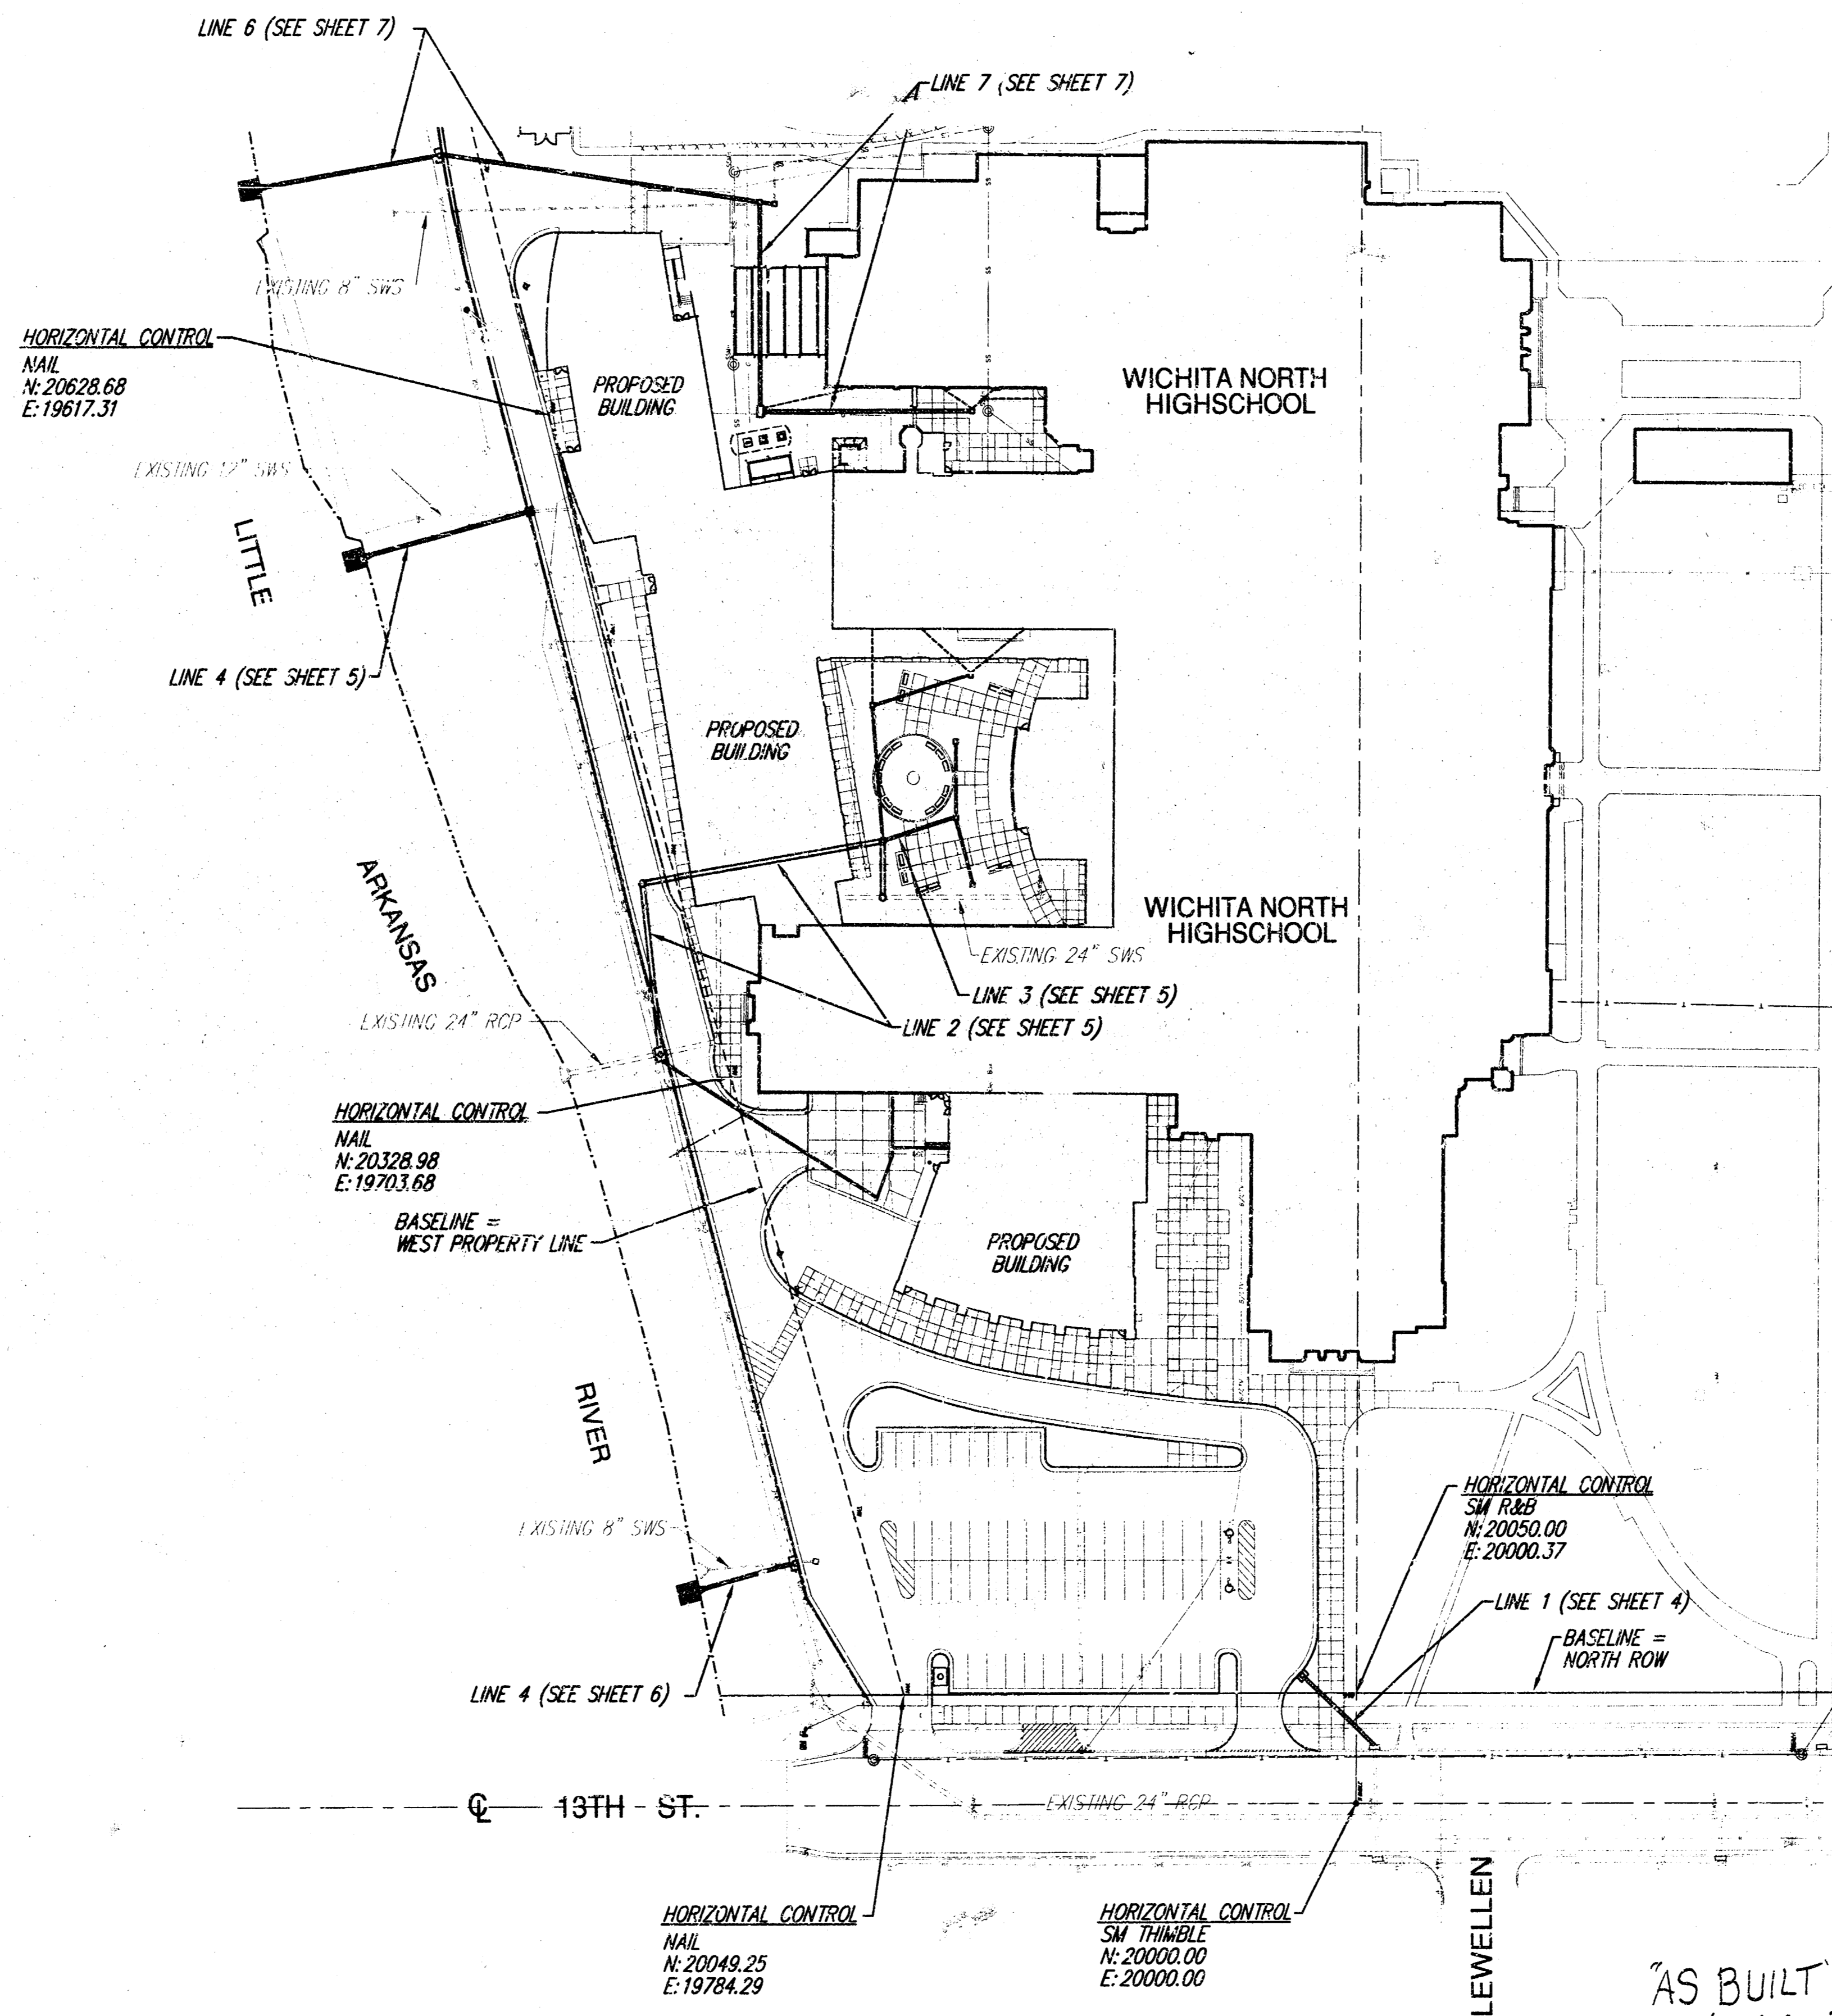 LINE 6 (SEE SHEET 7)
LINE 7 (SEE SHEET 7)
EXISTING 8" SWS
HORIZONTAL CONTROL
NAIL
N: 20628.68
E: 19617.31
PROPOSED
BUILDING
WICHITA NORTH
HIGHSCHOOL
EXISTING 12" SWS
LITTLE
LINE 4 (SEE SHEET 5)
PROPOSED
BUILDING
ARKANSAS
WICHITA NORTH
HIGHSCHOOL
EXISTING 24" SWS
LINE 3 (SEE SHEET 5)
LINE 2 (SEE SHEET 5)
EXISTING 24" RCP
HORIZONTAL CONTROL
NAIL
N: 20328.98
E: 19703.68
BASELINE =
WEST PROPERTY LINE
PROPOSED
BUILDING
RIVER
HORIZONTAL CONTROL
SM R&B
N: 20050.00
E: 20000.37
EXISTING 8" SWS
LINE 1 (SEE SHEET 4)
BASELINE =
NORTH ROW
LINE 4 (SEE SHEET 6)
℄ 13TH ST.
EXISTING 24" RCP
LEWELLEN
HORIZONTAL CONTROL
NAIL
N: 20049.25
E: 19784.29
HORIZONTAL CONTROL
SM THIMBLE
N: 20000.00
E: 20000.00
"AS BUILT"